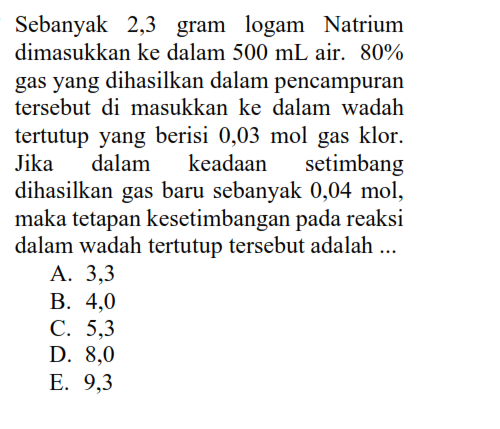 Sebanyak 2,3 gram logam Natrium
dimasukkan ke dalam 500 mL air. 80%
gas yang dihasilkan dalam pencampuran
tersebut di masukkan ke dalam wadah
tertutup yang berisi 0,03 mol gas klor.
Jika dalam keadaan setimbang
dihasilkan gas baru sebanyak 0,04 mol,
maka tetapan kesetimbangan pada reaksi
dalam wadah tertutup tersebut adalah ...
A. 3,3
B. 4,0
C. 5,3
D. 8,0
E. 9,3